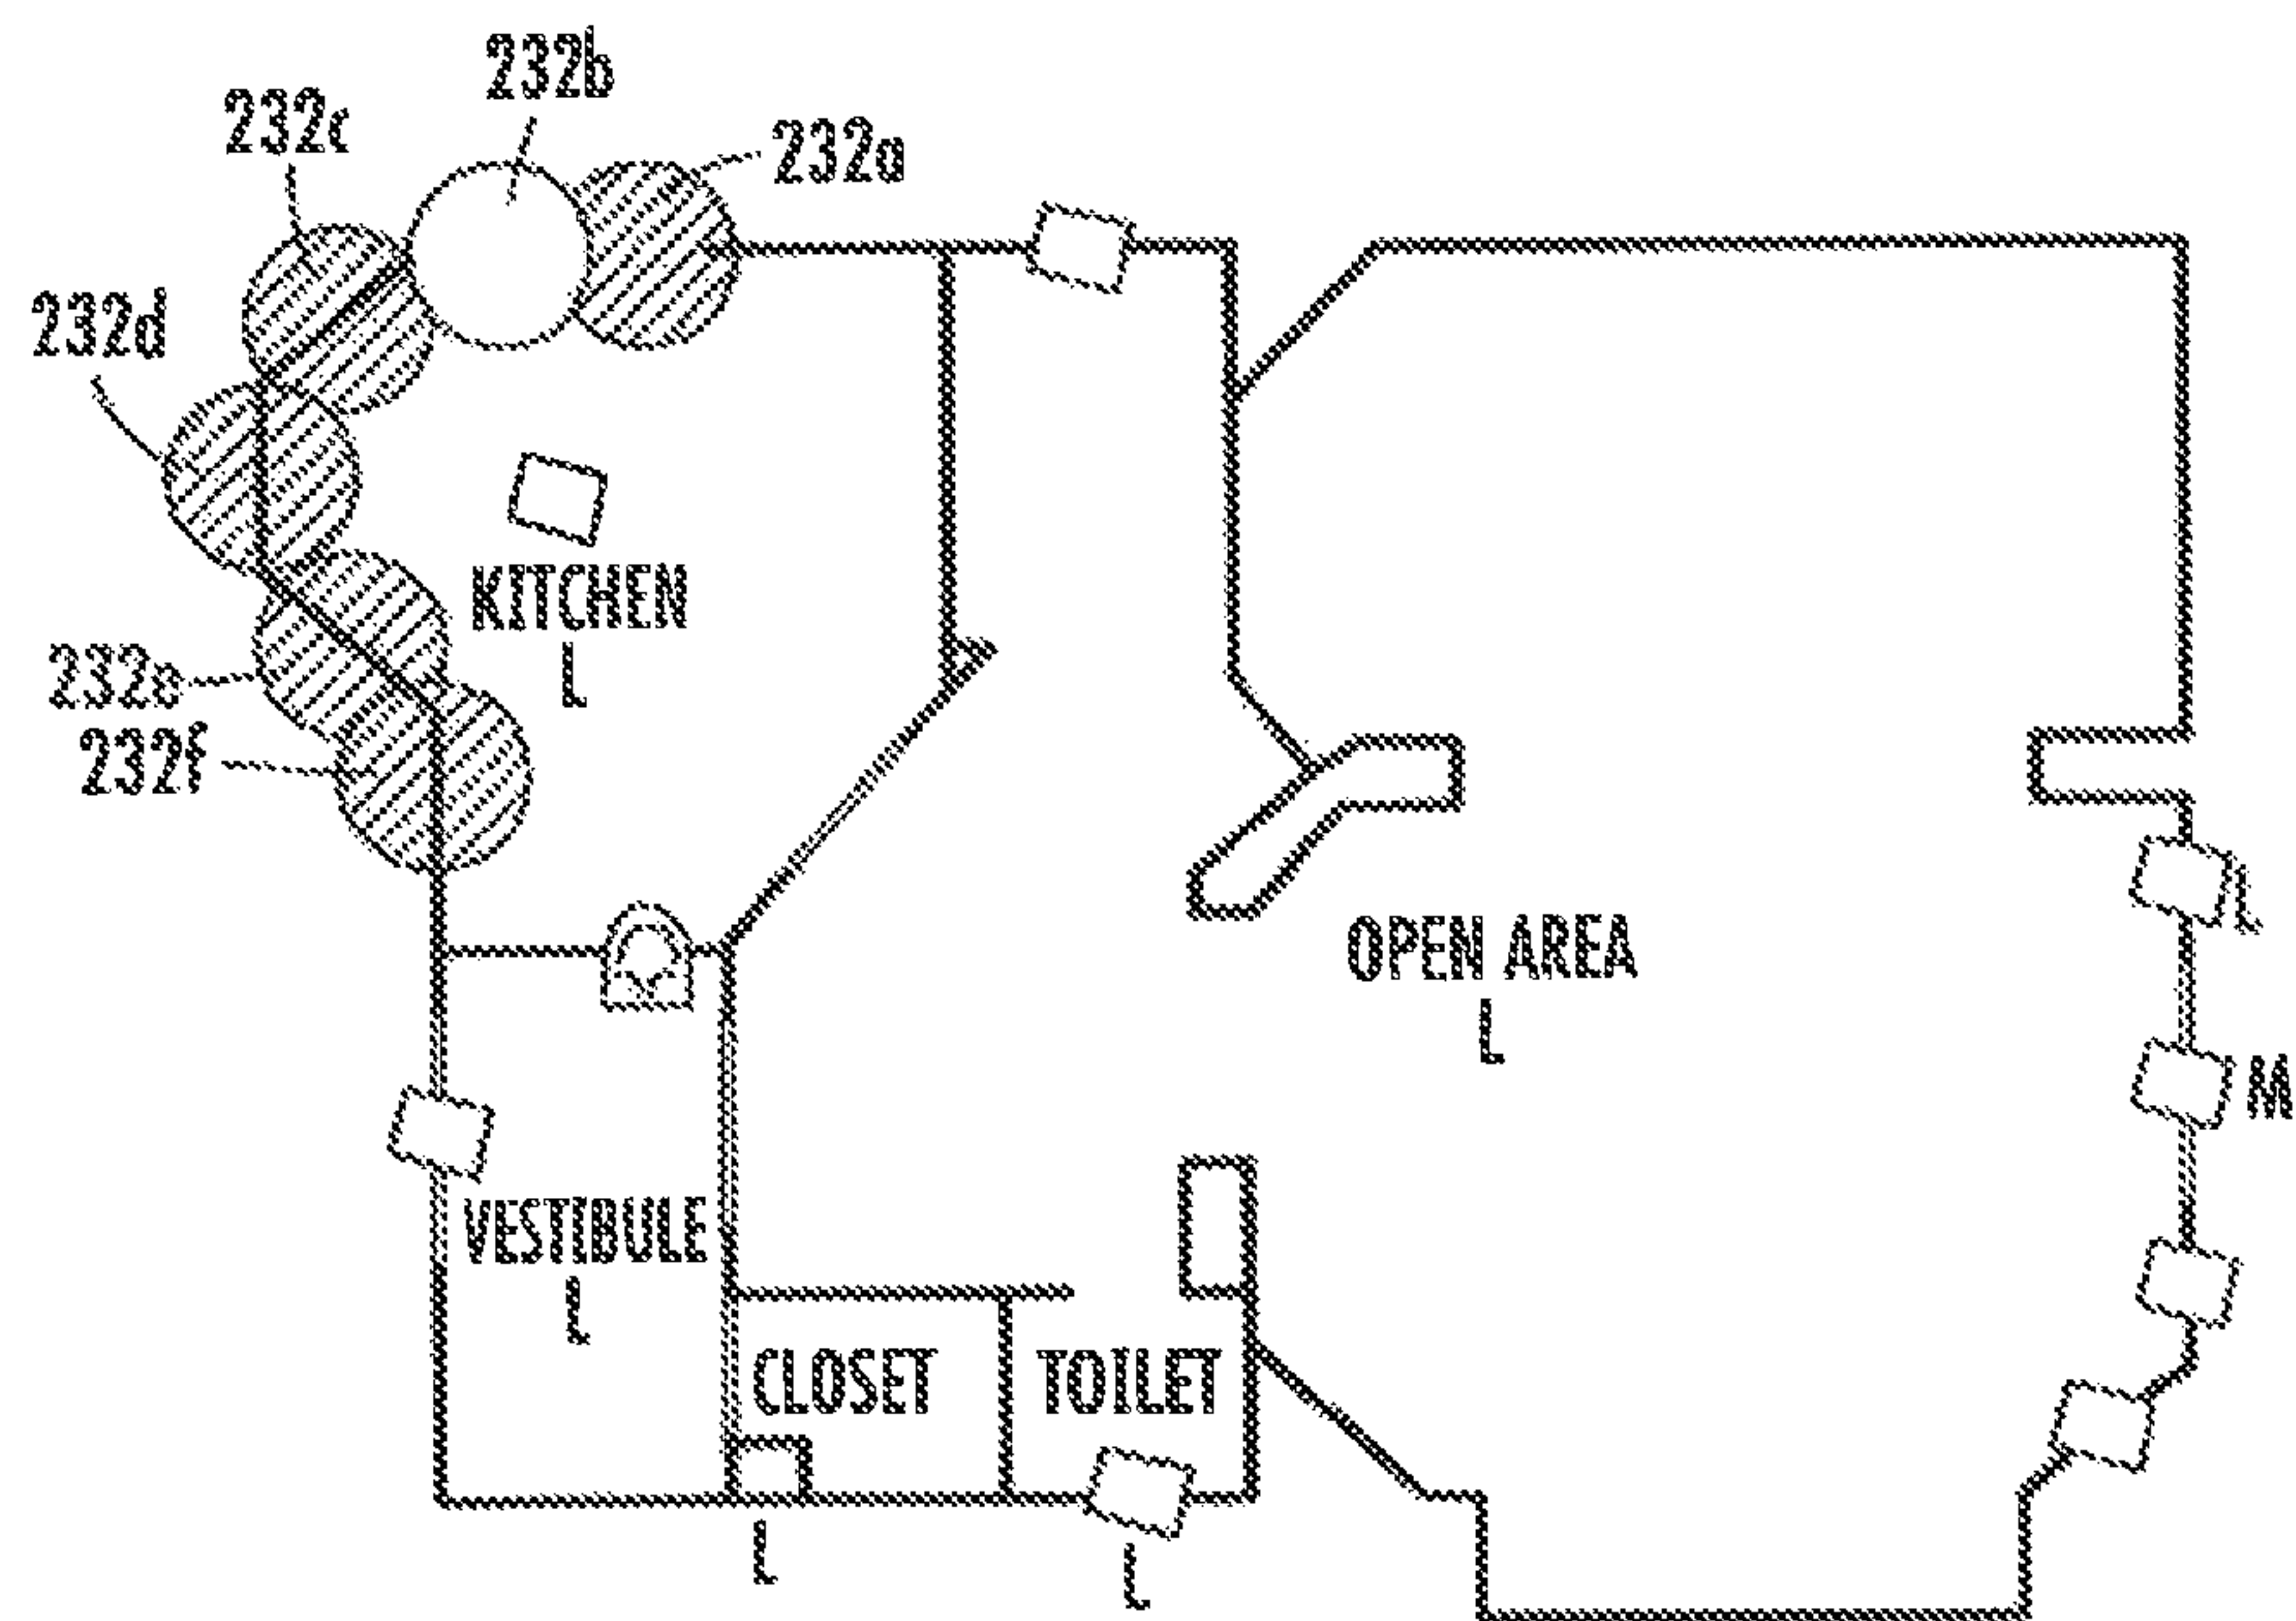 232b
232c
232a
232d
KITCHEN
L
232e
232f
L
OPEN AREA
L
M
VESTIBULE
L
CLOSET
TOILET
L
L